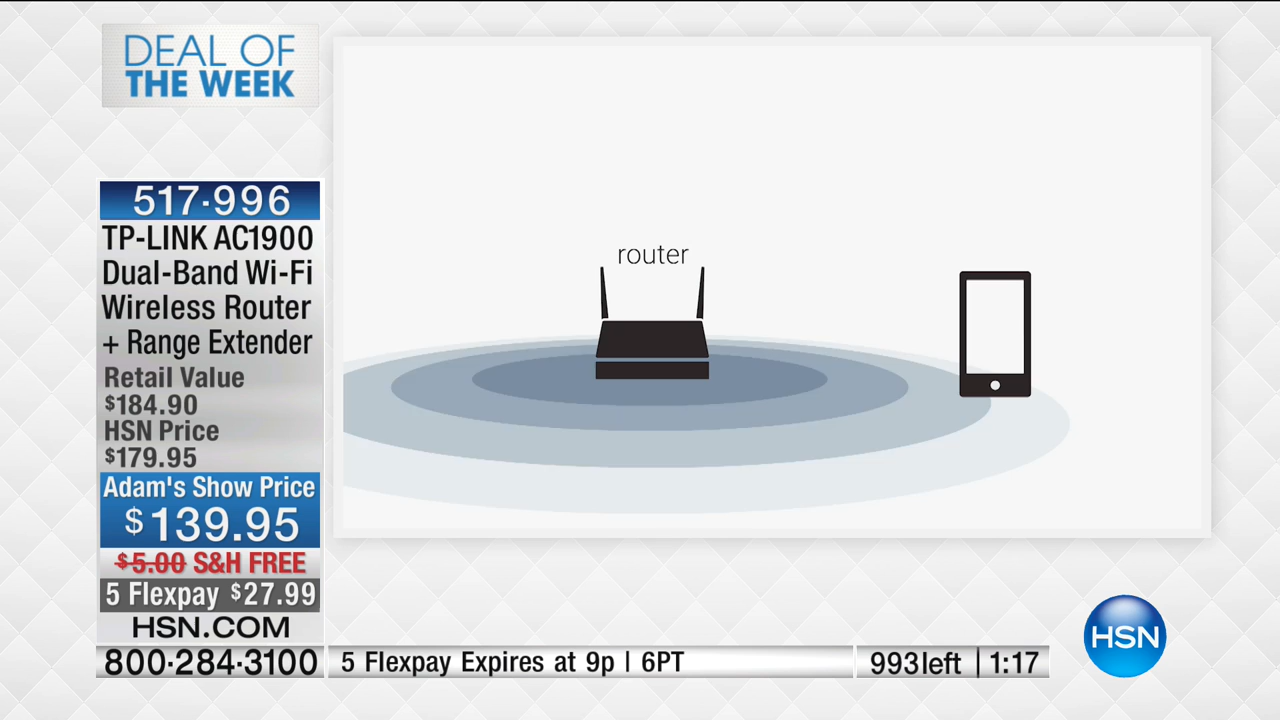 DEAL OF
THE WEEK
517·996
TP-LINK AC1900
Dual-Band Wi-Fi
Wireless Router
+ Range Extender
Retail Value
$184.90
HSN Price
$179.95
Adam's Show Price
$139.95
$5.00 S&H FREE
5 Flexpay $27.99
HSN.COM
800·284·3100
5 Flexpay Expires at 9p | 6PT
993left | 1:17
router
HSN